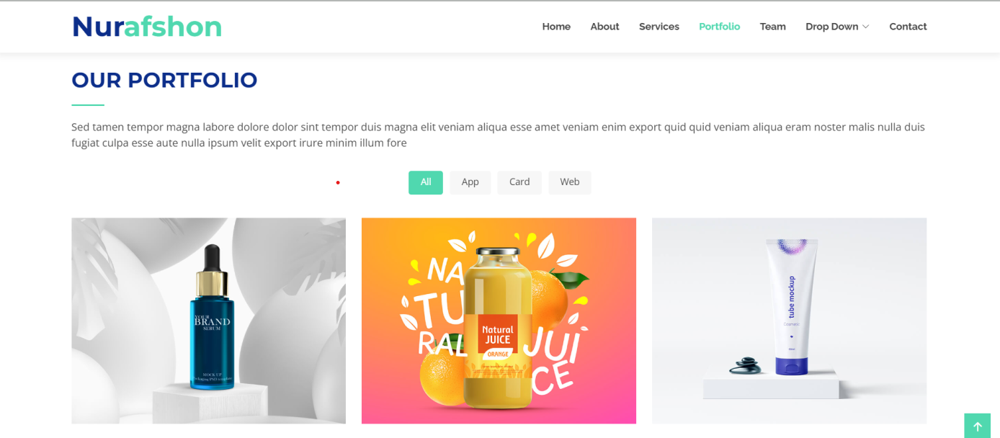 Nurafshon
Home About Services Portfolio Team Drop Down Contact
OUR PORTFOLIO
Sed tamen tempor magna labore dolore dolor sint tempor duis magna elit veniam aliqua esse amet veniam enim export quid quid veniam aliqua eram noster malis nulla duis
fugiat culpa esse aute nulla ipsum velit export irure minim illum fore
All App Card Web
YOUR
BRAND
SERUM
MOCK UP
NA
TU
RAL
JUI
CE
Natural
JUICE
ORANGE
tube mockup
Cosmetic